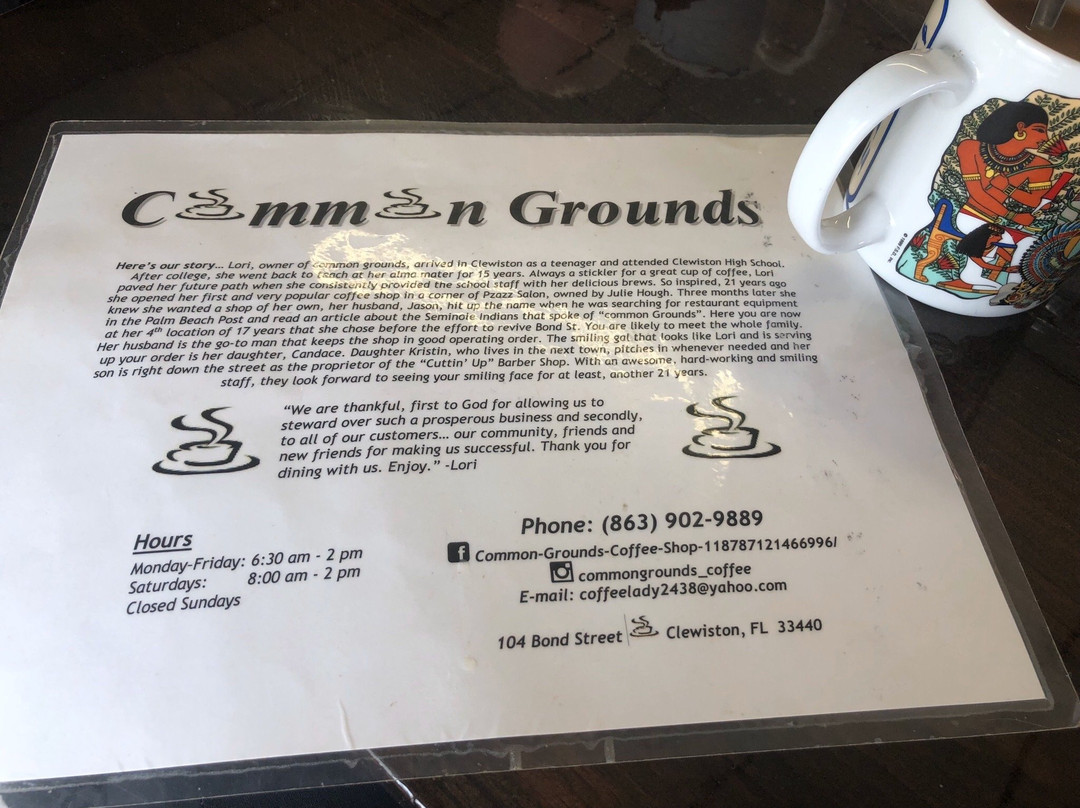 Common Grounds
Here's our story... Lori, owner of common grounds, arrived in Clewiston as a teenager and attended Clewiston High School.
After college, she went back to teach at her alma mater for 15 years. Always a stickler for a great cup of coffee, Lori
paved her future path when she consistently provided the school staff with her delicious brews. So inspired, 21 years ago
she opened her first and very popular coffee shop in a corner of Pzazz Salon, owned by Julie Hough. Three months later she
knew she wanted a shop of her own, her husband, Jason, hit up the name when he was searching for restaurant equipment
in the Palm Beach Post and read an article about the Seminole Indians that spoke of "common Grounds". Here you are now
at her 4th location of 17 years that she chose before the effort to revive Bond St. You are likely to meet the whole family.
Her husband is the go-to man that keeps the shop in good operating order. The smiling gal that looks like Lori and is serving
up your order is her daughter, Candace. Daughter Kristin, who lives in the next town, pitches in whenever needed and her
son is right down the street as the proprietor of the "Cuttin' Up" Barber Shop. With an awesome, hard-working and smiling
staff, they look forward to seeing your smiling face for at least, another 21 years.
"We are thankful, first to God for allowing us to
steward over such a prosperous business and secondly,
to all of our customers... our community, friends and
new friends for making us successful. Thank you for
dining with us. Enjoy." -Lori
Hours
Monday-Friday: 6:30 am - 2 pm
Saturdays: 8:00 am - 2 pm
Closed Sundays
Phone: (863) 902-9889
f Common-Grounds-Coffee-Shop-118787121466996/
commongrounds_coffee
E-mail: coffeelady2438@yahoo.com
104 Bond Street Clewiston, FL 33440